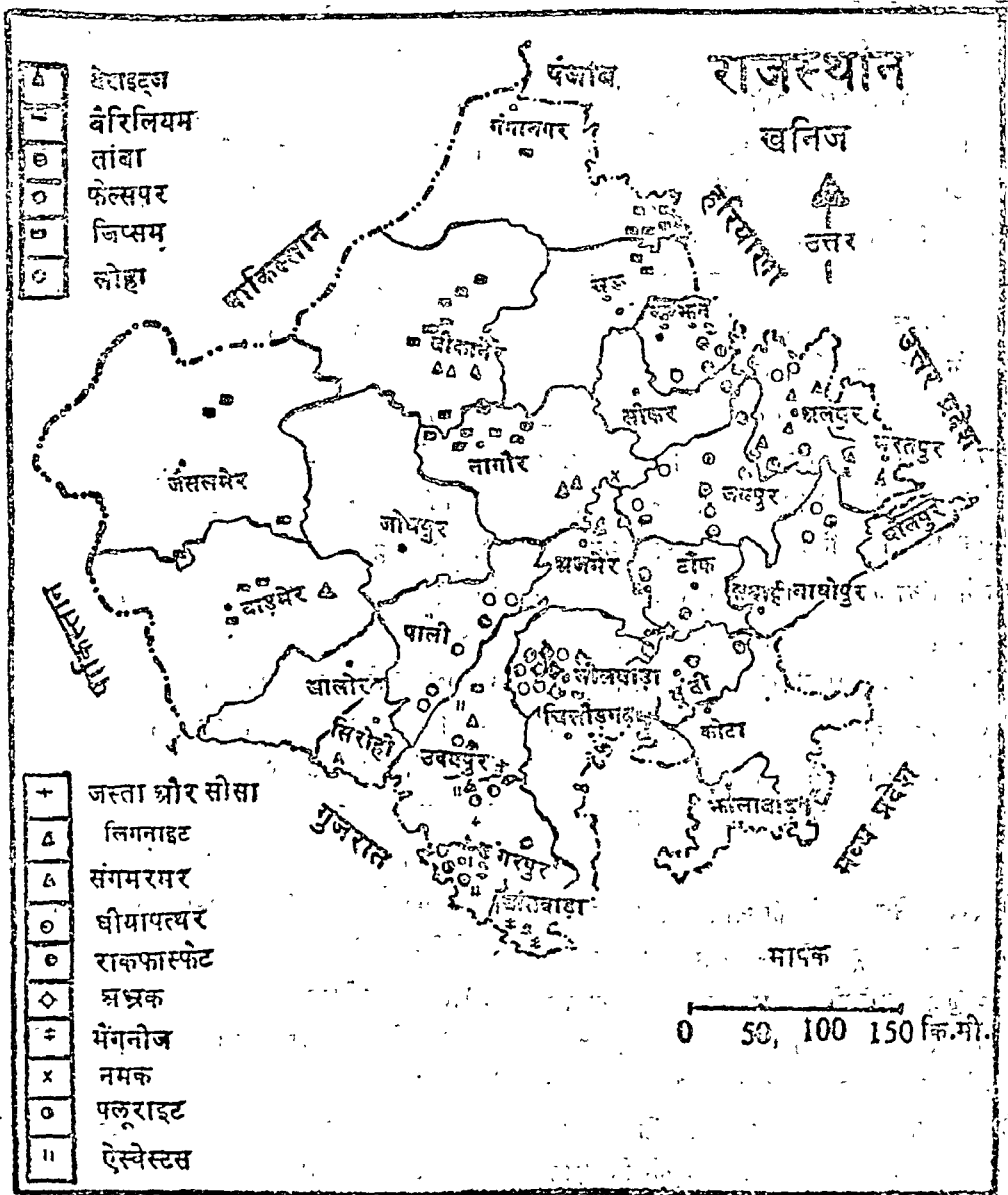 राजस्थान
खनिज
उत्तर
बेराइट्ज
बैरिलियम
तांबा
फेल्सपर
जिप्सम
लोहा
पंजाब
गंगानगर
हरियाणा
पाकिस्तान
चुरू
झुंझुनू
उत्तर प्रदेश
बीकानेर
सीकर
अलवर
भरतपुर
नागौर
जैसलमेर
जयपुर
जोधपुर
अजमेर
टोंक
सवाई माधोपुर
बाड़मेर
पाली
पाकिस्तान
जालोर
भीलवाड़ा
बूंदी
चित्तौड़गढ़
कोटा
सिरोही
उदयपुर
झालावाड़
मध्य प्रदेश
गुजरात
डूंगरपुर
बांसवाड़ा
जस्ता और सीसा
लिगनाइट
संगमरमर
घीयापत्थर
राकफास्फेट
अभ्रक
मैंगनीज
नमक
फ्लूराइट
ऐस्वेस्टस
मापक
0 50, 100 150 कि.मी.